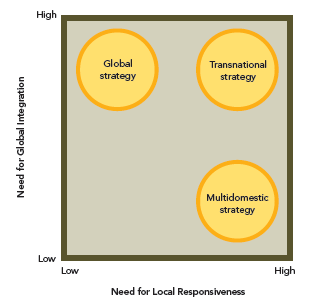 High
Global
strategy
Transnational
strategy
Need for Global Integration
Multidomestic
strategy
Low
Low
High
Need for Local Responsiveness